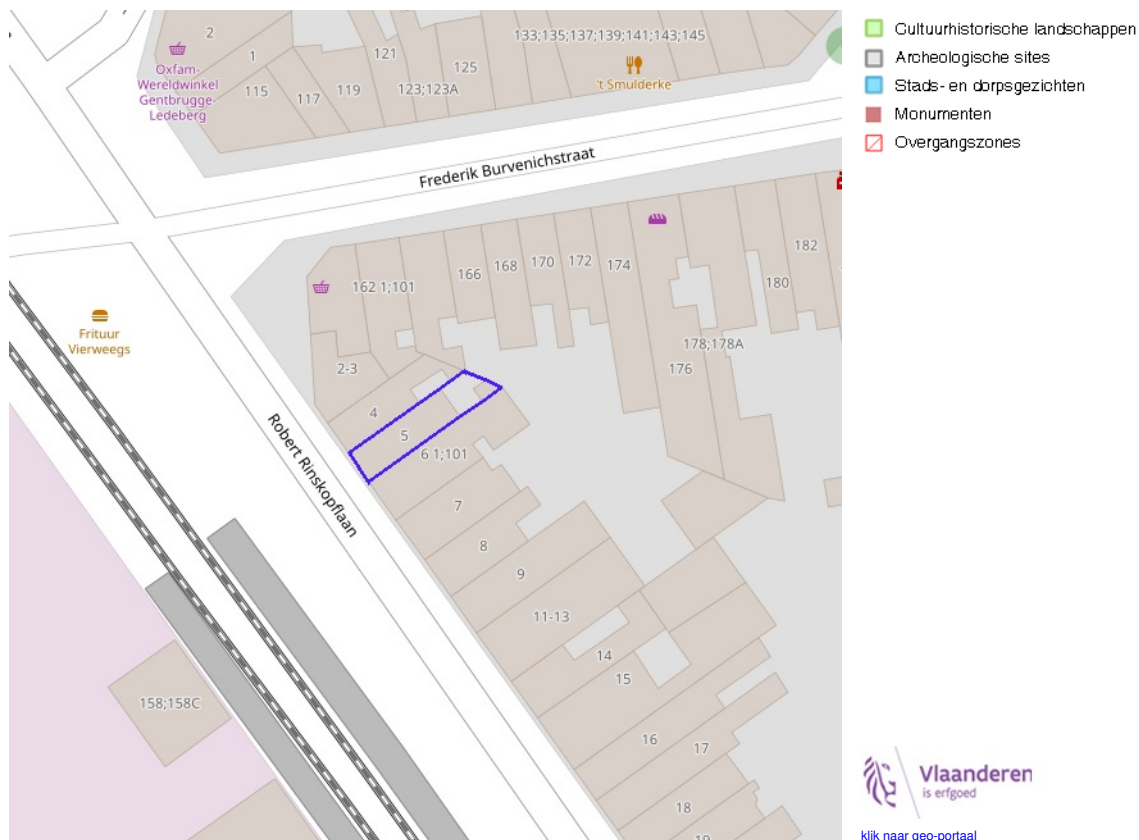 2
1
121
133;135;137;139;141;143;145
Oxfam-
Wereldwinkel
Gentbrugge-
Ledeberg
115
117
119
125
123;123A
't Smulderke
Frederik Burvenichstraat
162 1;101
166
168
170
172
174
182
180
178;178A
176
Frituur
Vierweegs
2-3
4
5
6 1;101
Robert Rinskopflaan
7
8
9
11-13
14
15
16
17
18
19
158;158C
Cultuurhistorische landschappen
Archeologische sites
Stads- en dorpsgezichten
Monumenten
Overgangszones
Vlaanderen
is erfgoed
klik naar geo-portaal